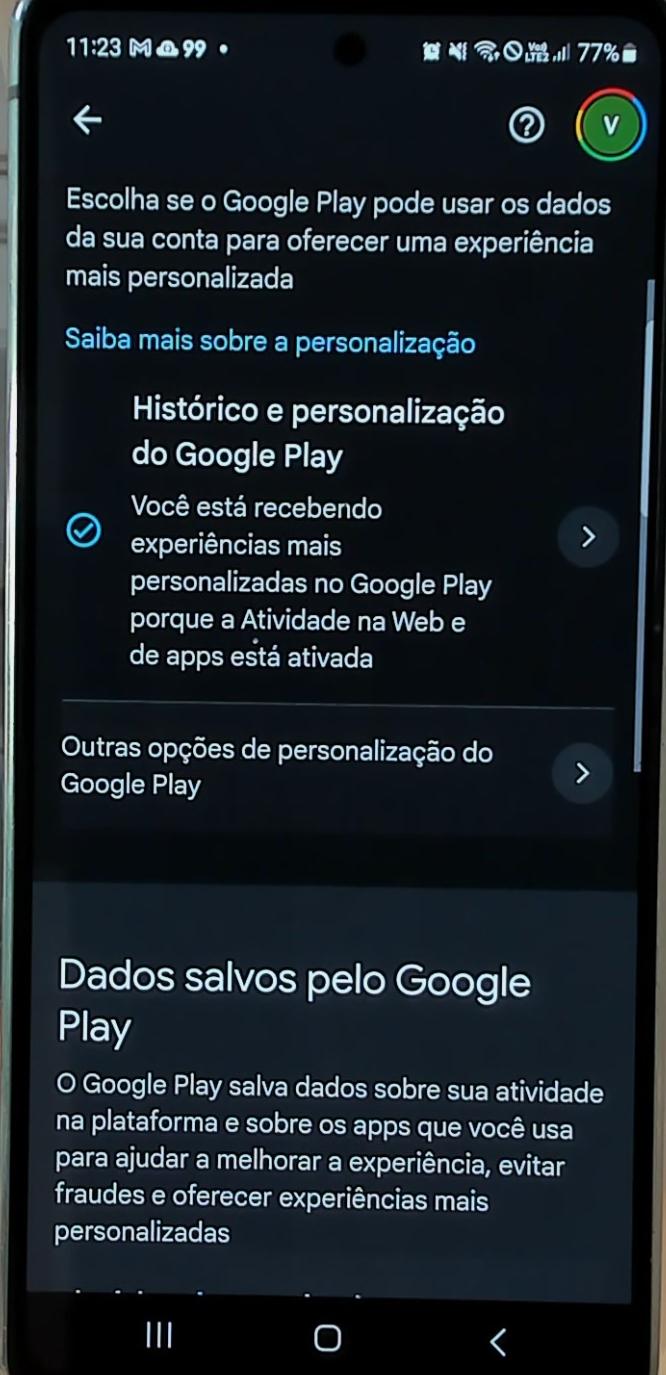 11:23 M 99 • 77%
V
Escolha se o Google Play pode usar os dados
da sua conta para oferecer uma experiência
mais personalizada
Saiba mais sobre a personalização
Histórico e personalização
do Google Play
Você está recebendo
experiências mais
personalizadas no Google Play
porque a Atividade na Web e
de apps está ativada
Outras opções de personalização do
Google Play
Dados salvos pelo Google
Play
O Google Play salva dados sobre sua atividade
na plataforma e sobre os apps que você usa
para ajudar a melhorar a experiência, evitar
fraudes e oferecer experiências mais
personalizadas